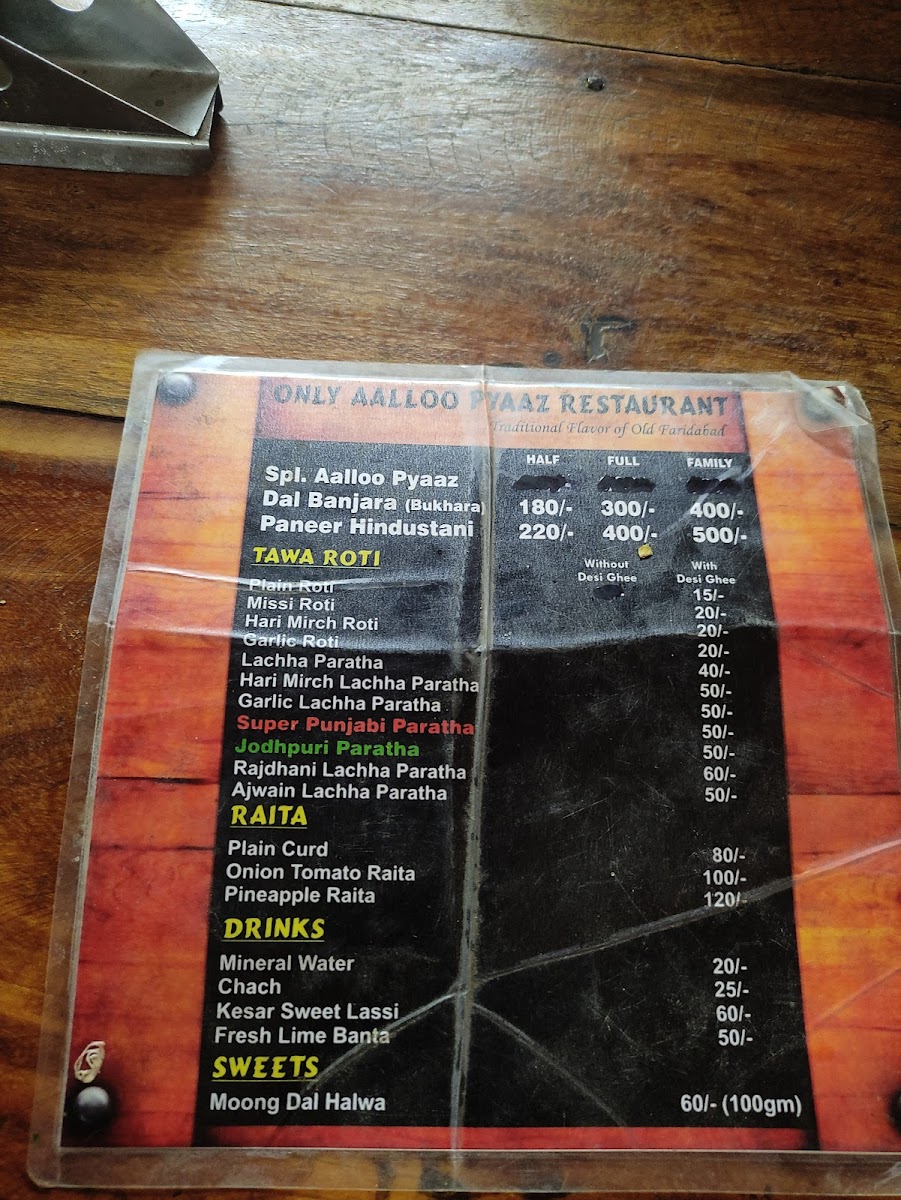 ONLY AALLOO PYAAZ RESTAURANT
Traditional Flavor of Old Faridabad
HALF FULL FAMILY
Spl. Aalloo Pyaaz
Dal Banjara (Bukhara) 180/- 300/- 400/-
Paneer Hindustani 220/- 400/- 500/-
TAWA ROTI Without Desi Ghee With Desi Ghee
Plain Roti 15/-
Missi Roti 20/-
Hari Mirch Roti 20/-
Garlic Roti 20/-
Lachha Paratha 40/-
Hari Mirch Lachha Paratha 50/-
Garlic Lachha Paratha 50/-
Super Punjabi Paratha 50/-
Jodhpuri Paratha 50/-
Rajdhani Lachha Paratha 60/-
Ajwain Lachha Paratha 50/-
RAITA
Plain Curd 80/-
Onion Tomato Raita 100/-
Pineapple Raita 120/-
DRINKS
Mineral Water 20/-
Chach 25/-
Kesar Sweet Lassi 60/-
Fresh Lime Banta 50/-
SWEETS
Moong Dal Halwa 60/- (100gm)